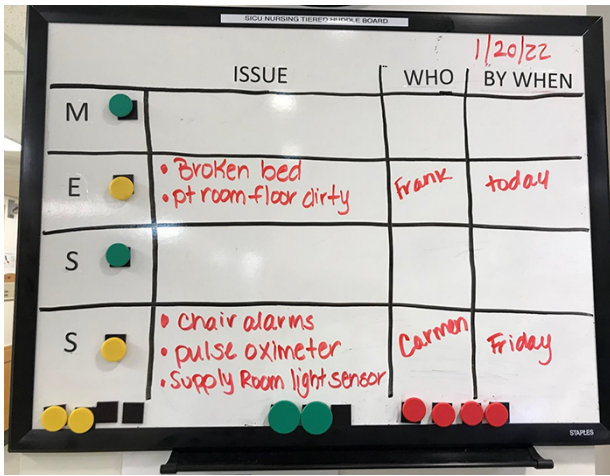 SICU NURSING TIERED HUDDLE BOARD
1/20/22
ISSUE WHO BY WHEN
M
E • Broken bed Frank today
• pt room floor dirty
S
S • chair alarms Carmen Friday
• pulse oximeter
• Supply Room light sensor
STAPLES